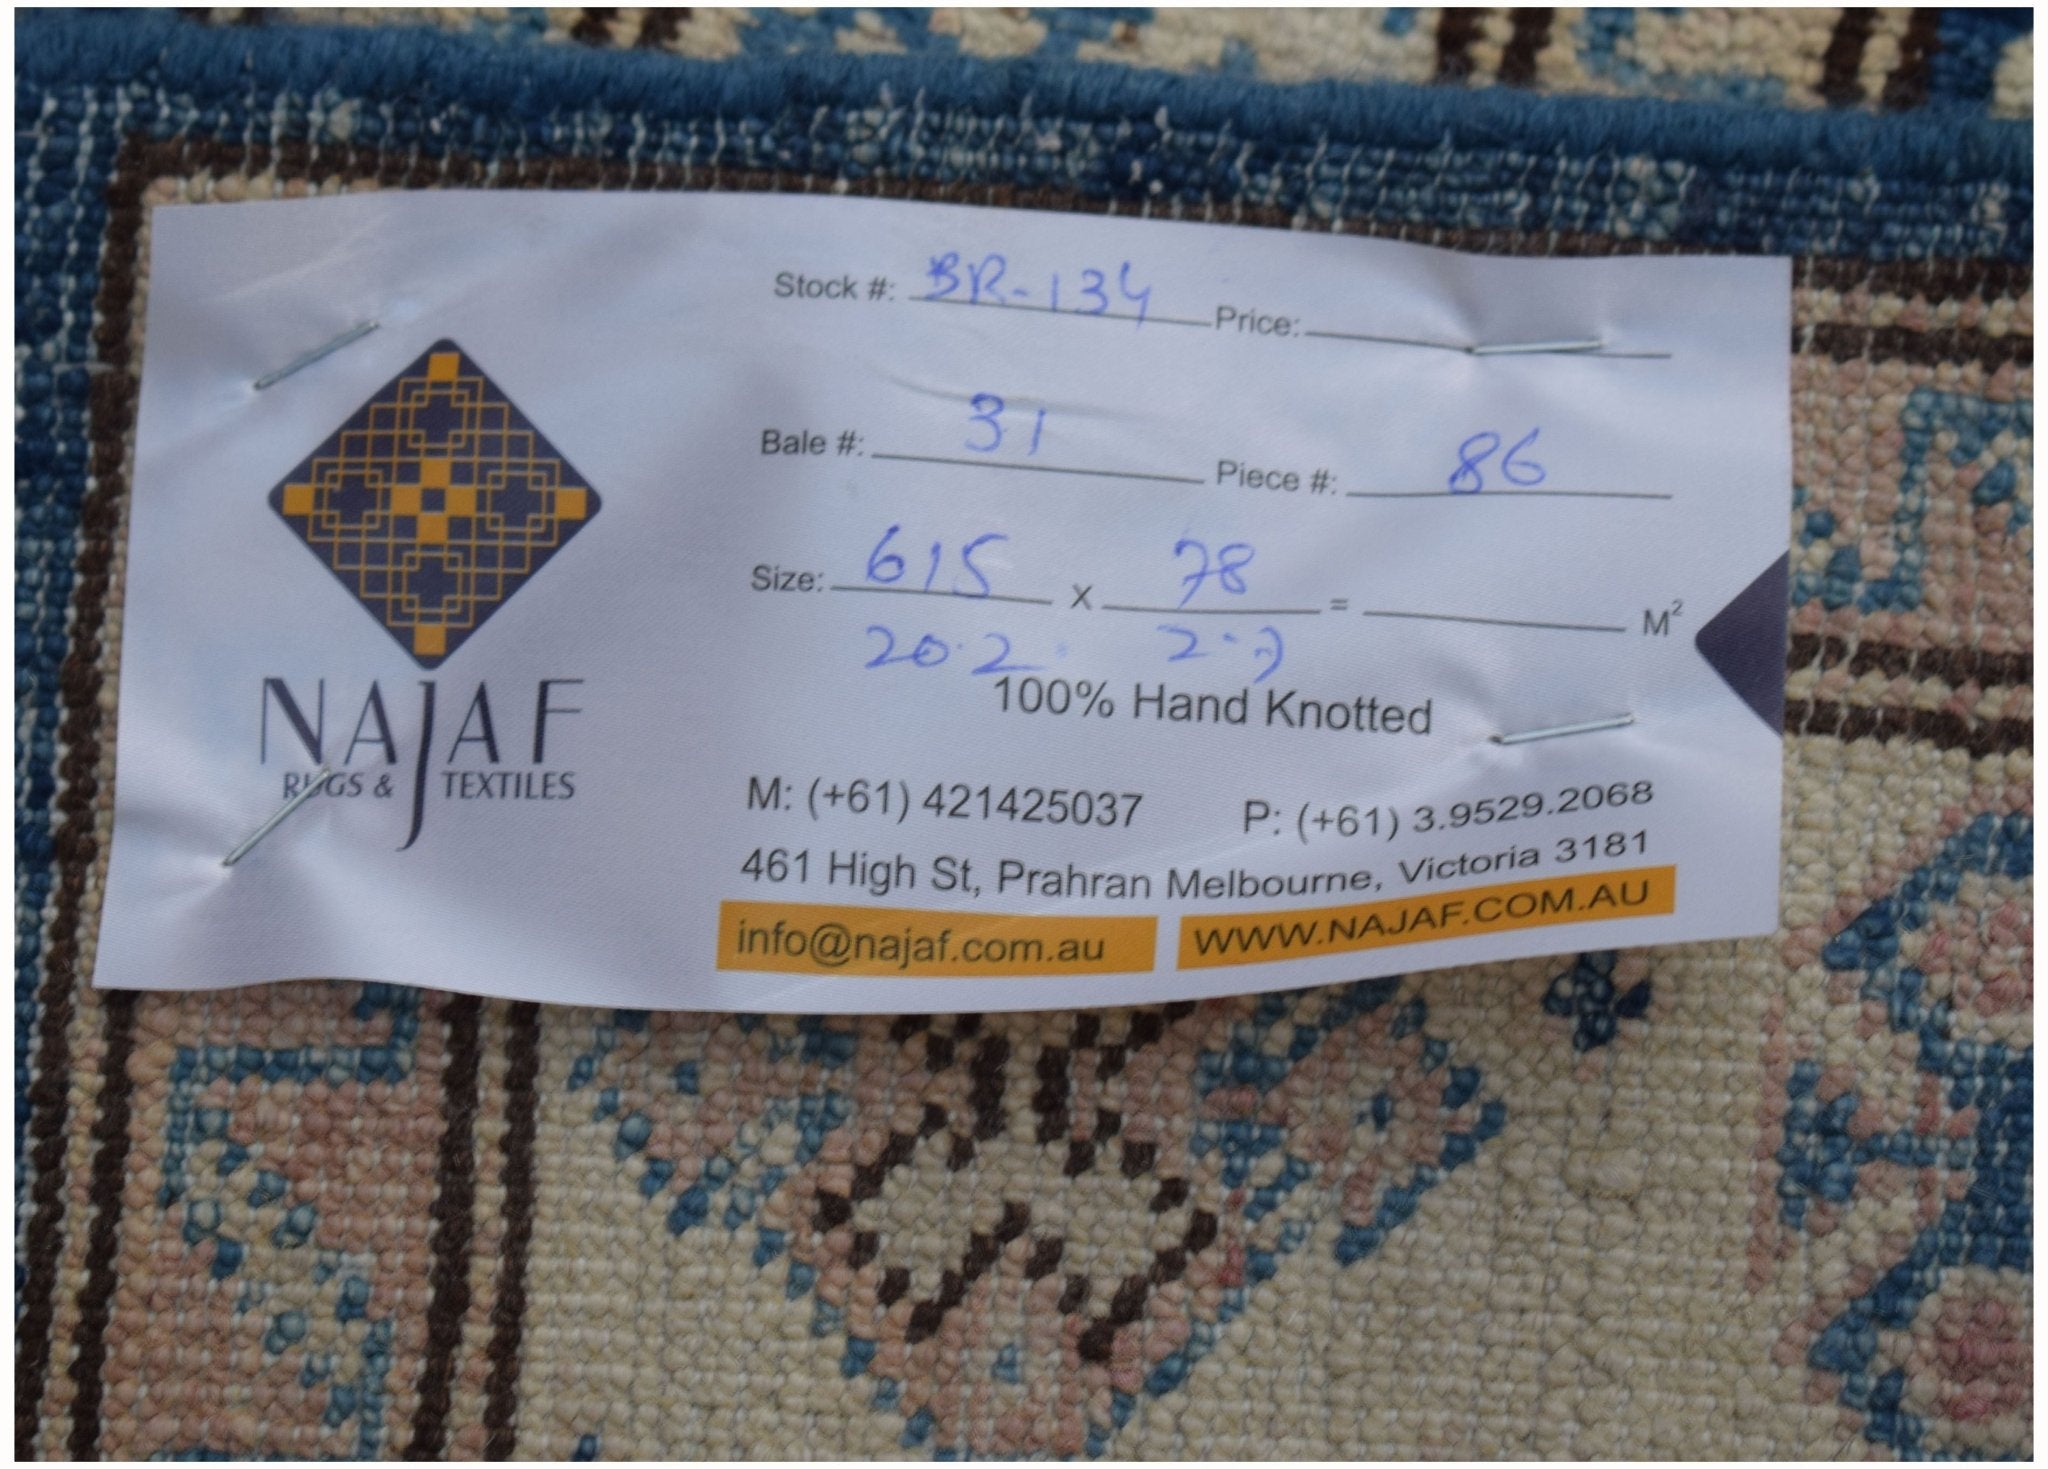 Stock #: BR-134 Price:
Bale #: 31 Piece #: 86
Size: 615 x 78 = M²
20.2 2.7
100% Hand Knotted
NAJAF
RUGS & TEXTILES
M: (+61) 421425037 P: (+61) 3.9529.2068
461 High St, Prahran Melbourne, Victoria 3181
info@najaf.com.au WWW.NAJAF.COM.AU